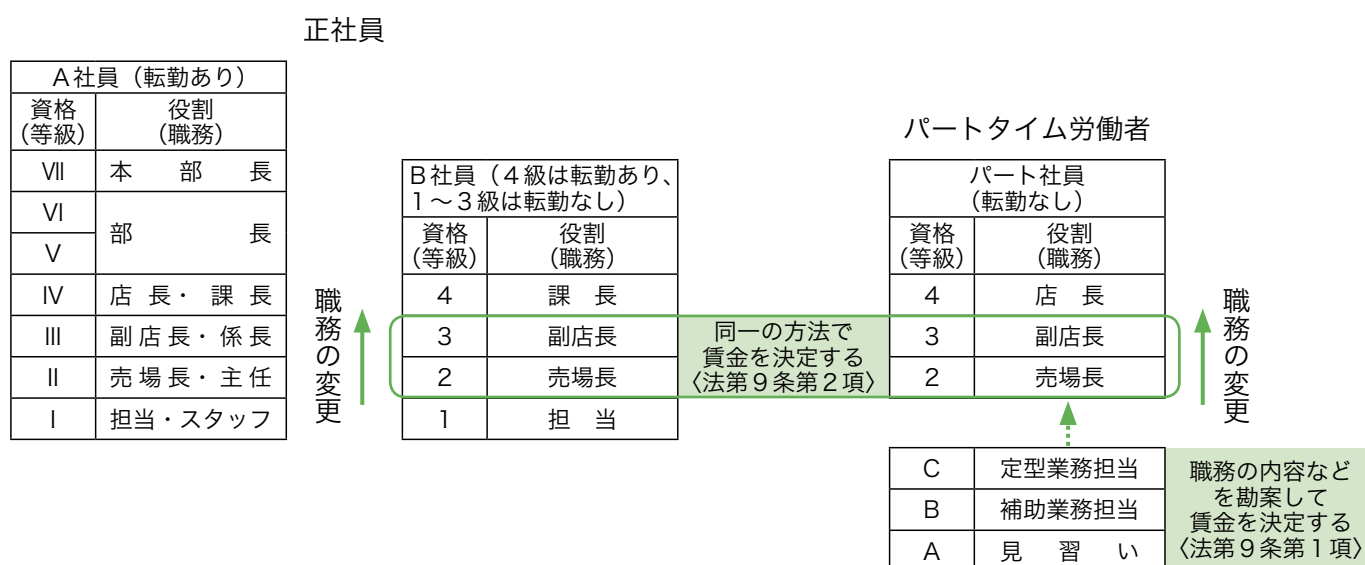 正社員
A社員（転勤あり）
資格
（等級）
役割
（職務）
Ⅶ 本部長
Ⅵ
部長
Ⅴ
Ⅳ 店長・課長
Ⅲ 副店長・係長
Ⅱ 売場長・主任
Ⅰ 担当・スタッフ
職務の変更
B社員（４級は転勤あり、
１～３級は転勤なし）
資格
（等級）
役割
（職務）
4 課長
3 副店長
2 売場長
1 担当
同一の方法で
賃金を決定する
〈法第９条第２項〉
パートタイム労働者
パート社員
（転勤なし）
資格
（等級）
役割
（職務）
4 店長
3 副店長
2 売場長
職務の変更
C 定型業務担当
B 補助業務担当
A 見習い
職務の内容など
を勘案して
賃金を決定する
〈法第９条第１項〉